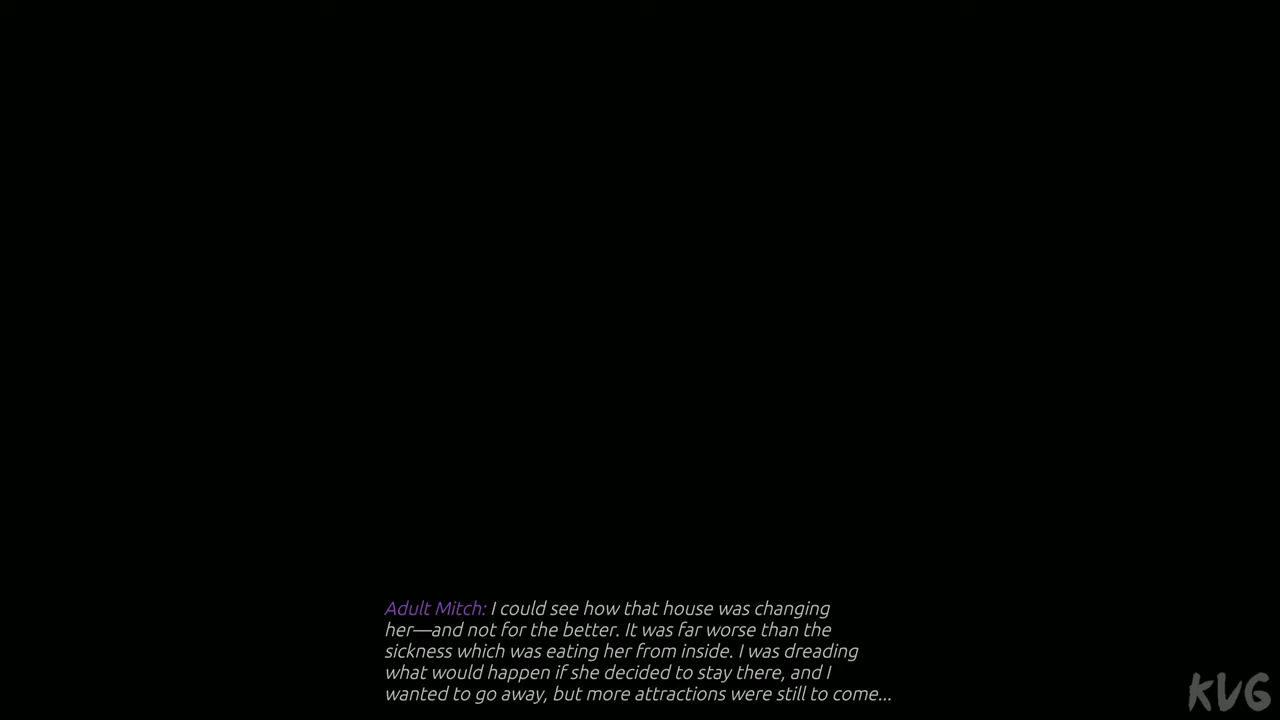 Adult Mitch: I could see how that house was changing
her—and not for the better. It was far worse than the
sickness which was eating her from inside. I was dreading
what would happen if she decided to stay there, and I
wanted to go away, but more attractions were still to come...
KVG